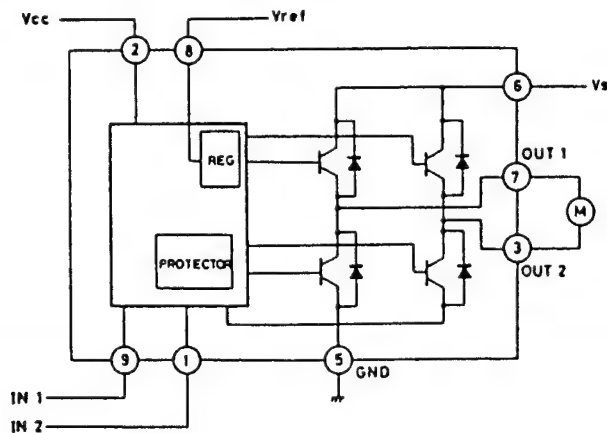 Vcc
Vref
2
8
6
Vs
REG
OUT 1
7
M
PROTECTOR
3
OUT 2
9
1
5
GND
IN 1
IN 2